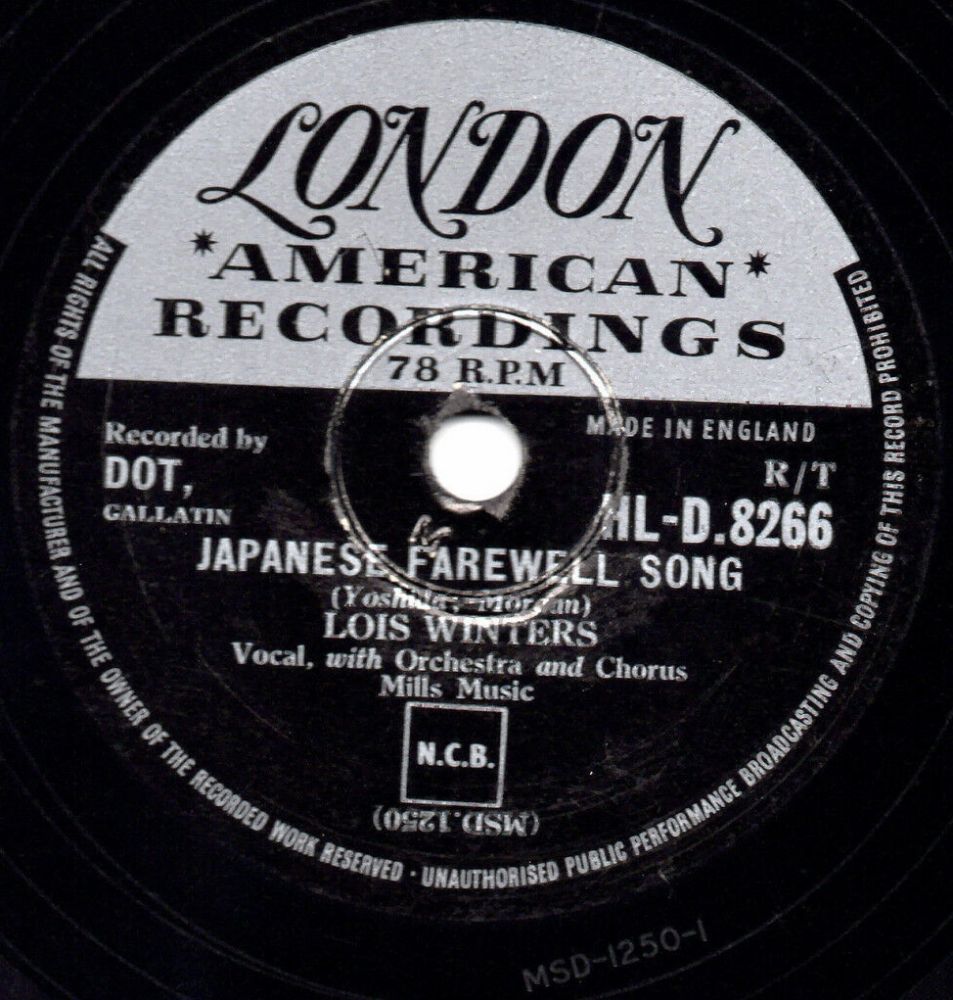 LONDON
*AMERICAN*
RECORDINGS
78 R.P.M
Recorded by
DOT,
GALLATIN
MADE IN ENGLAND
R/T
HL-D.8266
JAPANESE FAREWELL SONG
(Yoshida, Morgan)
LOIS WINTERS
Vocal, with Orchestra and Chorus
Mills Music
N.C.B.
(MSD.1250)
ALL RIGHTS OF THE MANUFACTURER AND OF THE OWNER OF THE RECORDED WORK RESERVED · UNAUTHORISED PUBLIC PERFORMANCE BROADCASTING AND COPYING OF THIS RECORD PROHIBITED
MSD-1250-1